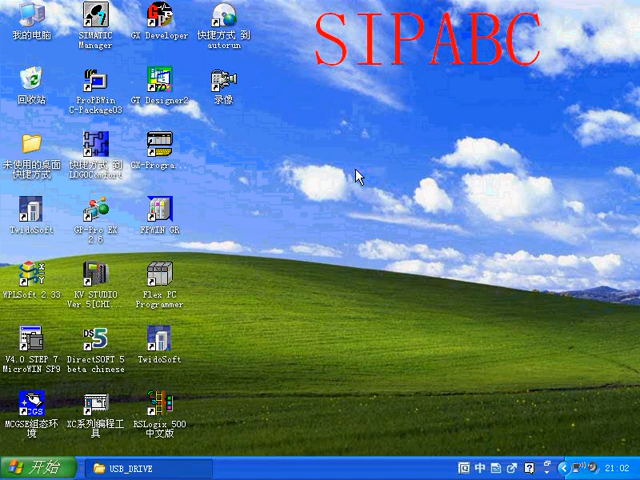 SIPABC
我的电脑
SIMATIC
Manager
GX Developer
快捷方式 到
autorun
回收站
ProPBWin
C-Package03
GT Designer2
录像
未使用的桌面
快捷方式
快捷方式 到
LOGOComfort
CX-Progra...
TwidoSoft
GP-Pro EX
2.6
FPWIN GR
WPLSoft 2.33
KV STUDIO
Ver.5[CHI...
Flex PC
Programmer
V4.0 STEP 7
MicroWIN SP9
DirectSOFT 5
beta chinese
TwidoSoft
MCGSE组态环
境
XC系列编程工
具
RSLogix 500
中文版
开始
USB_DRIVE
中
21:02